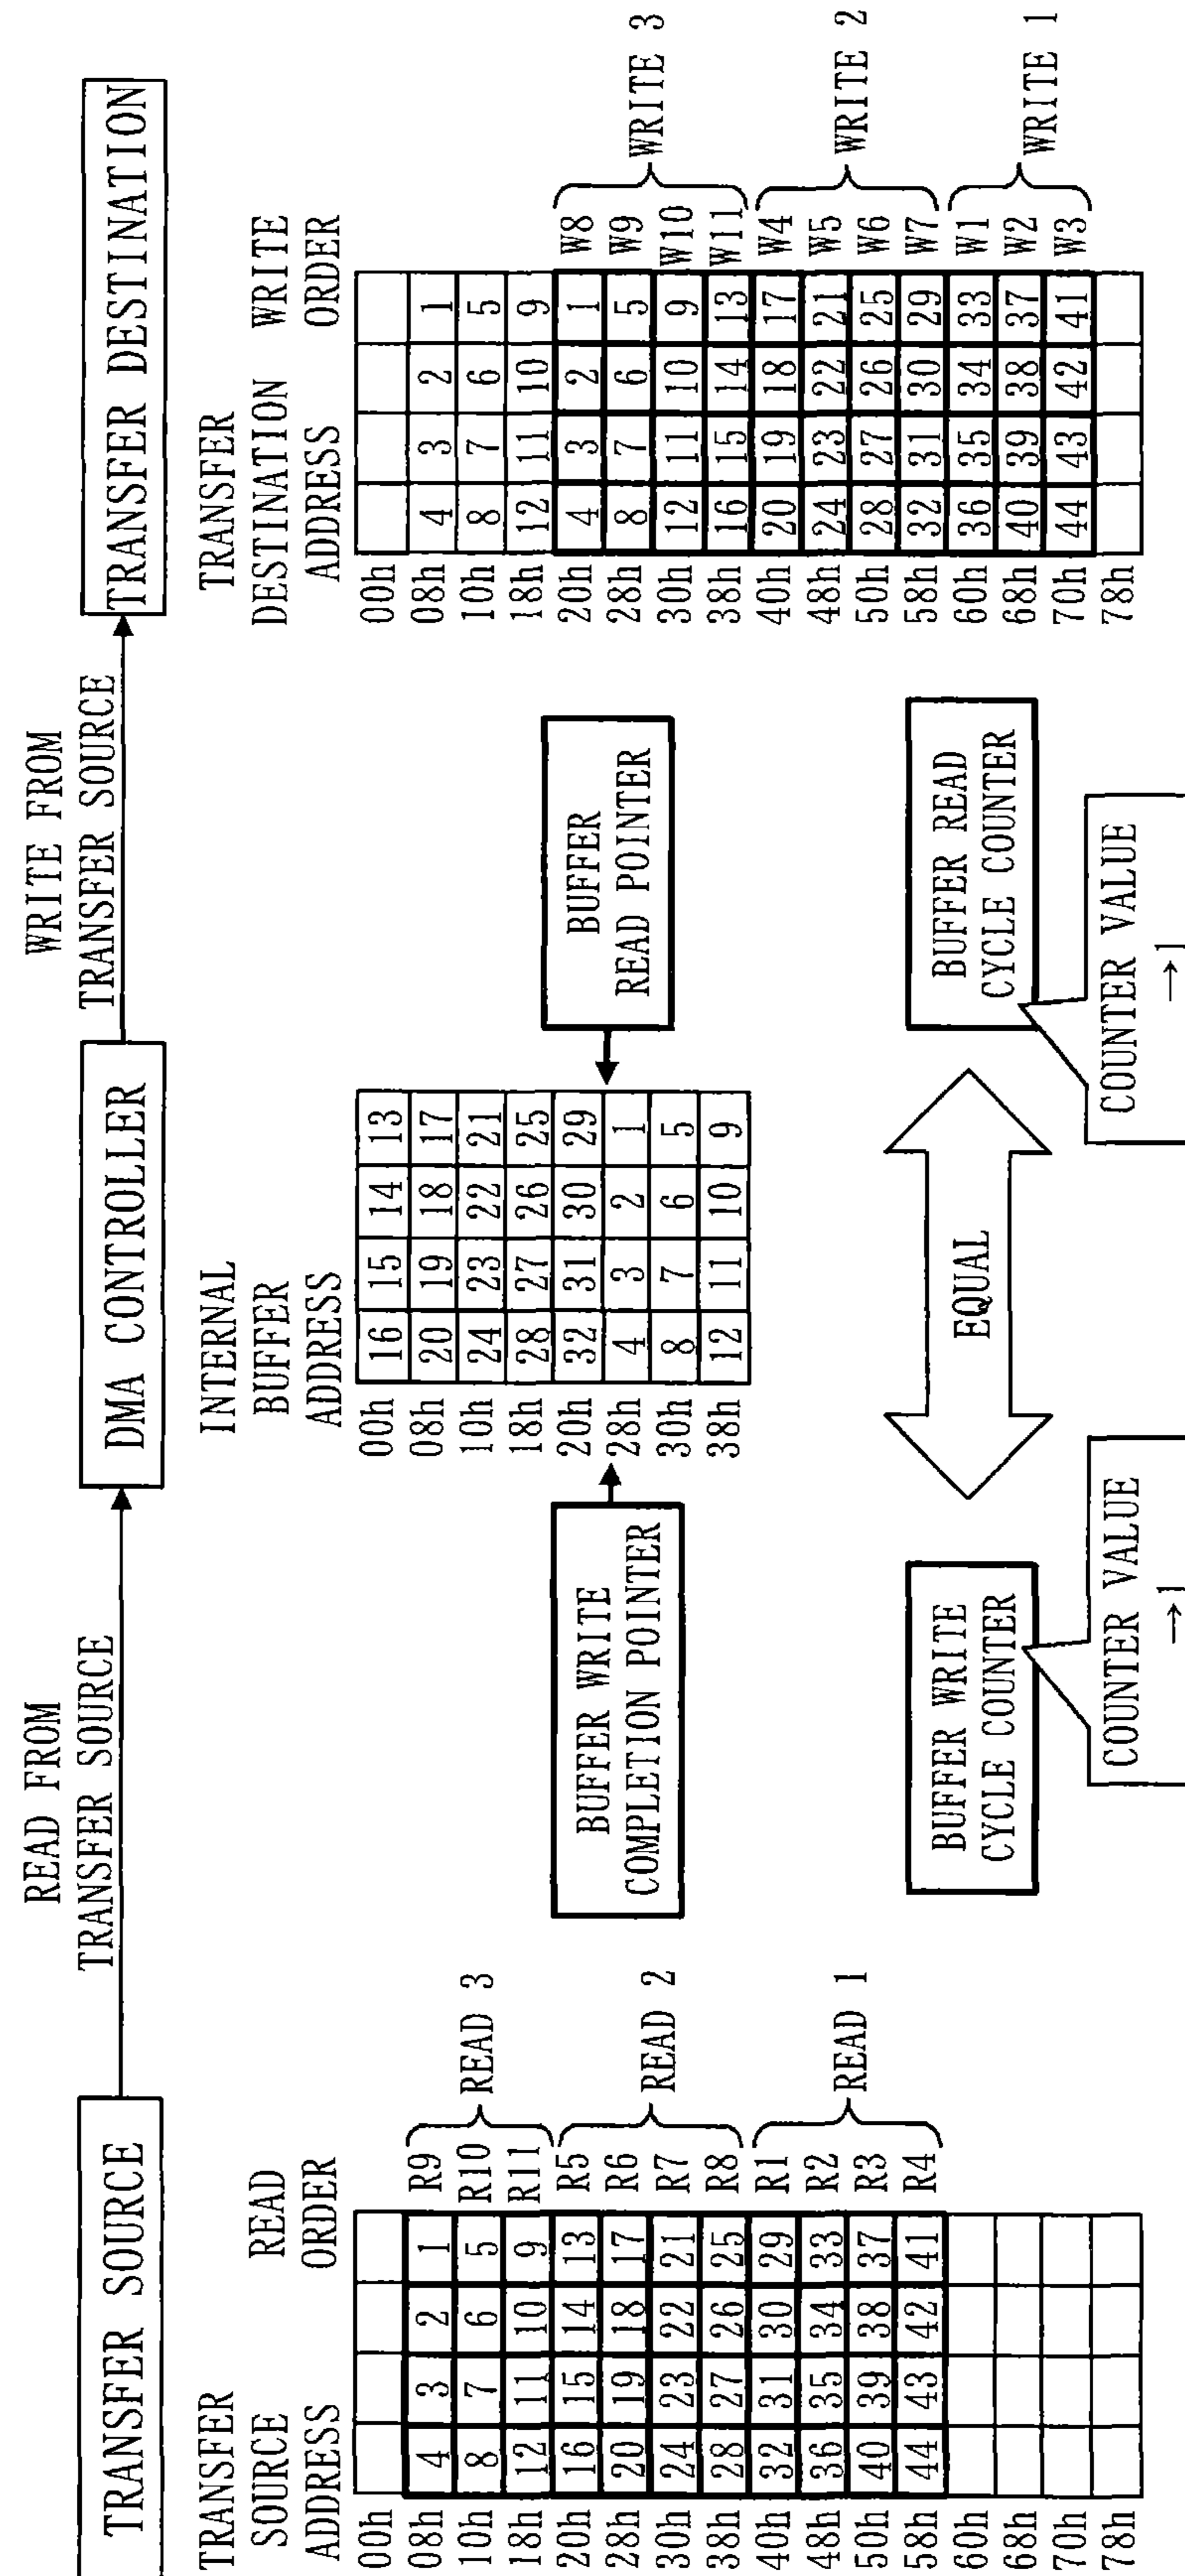 READ FROM
TRANSFER SOURCE
WRITE FROM
TRANSFER SOURCE
TRANSFER SOURCE
DMA CONTROLLER
TRANSFER DESTINATION
TRANSFER
SOURCE
ADDRESS
READ
ORDER
00h
08h 4 3 2 1 R9
10h 8 7 6 5 R10
18h 12 11 10 9 R11
READ 3
20h 16 15 14 13 R5
28h 20 19 18 17 R6
30h 24 23 22 21 R7
38h 28 27 26 25 R8
READ 2
40h 32 31 30 29 R1
48h 36 35 34 33 R2
50h 40 39 38 37 R3
58h 44 43 42 41 R4
READ 1
60h
68h
70h
78h
INTERNAL
BUFFER
ADDRESS
00h 16 15 14 13
08h 20 19 18 17
10h 24 23 22 21
18h 28 27 26 25
20h 32 31 30 29
28h 4 3 2 1
30h 8 7 6 5
38h 12 11 10 9
BUFFER WRITE
COMPLETION POINTER
BUFFER
READ POINTER
BUFFER WRITE
CYCLE COUNTER
COUNTER VALUE
→1
EQUAL
BUFFER READ
CYCLE COUNTER
COUNTER VALUE
→1
TRANSFER
DESTINATION
ADDRESS
WRITE
ORDER
00h
08h 4 3 2 1
10h 8 7 6 5
18h 12 11 10 9
20h 4 3 2 1 W8
28h 8 7 6 5 W9
30h 12 11 10 9 W10
38h 16 15 14 13 W11
WRITE 3
40h 20 19 18 17 W4
48h 24 23 22 21 W5
50h 28 27 26 25 W6
58h 32 31 30 29 W7
WRITE 2
60h 36 35 34 33 W1
68h 40 39 38 37 W2
70h 44 43 42 41 W3
WRITE 1
78h